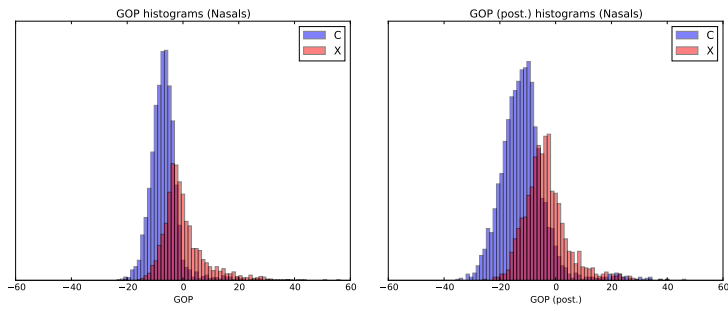 GOP histograms (Nasals)
C
X
−60
−40
−20
0
20
40
60
GOP
GOP (post.) histograms (Nasals)
C
X
−60
−40
−20
0
20
40
60
GOP (post.)